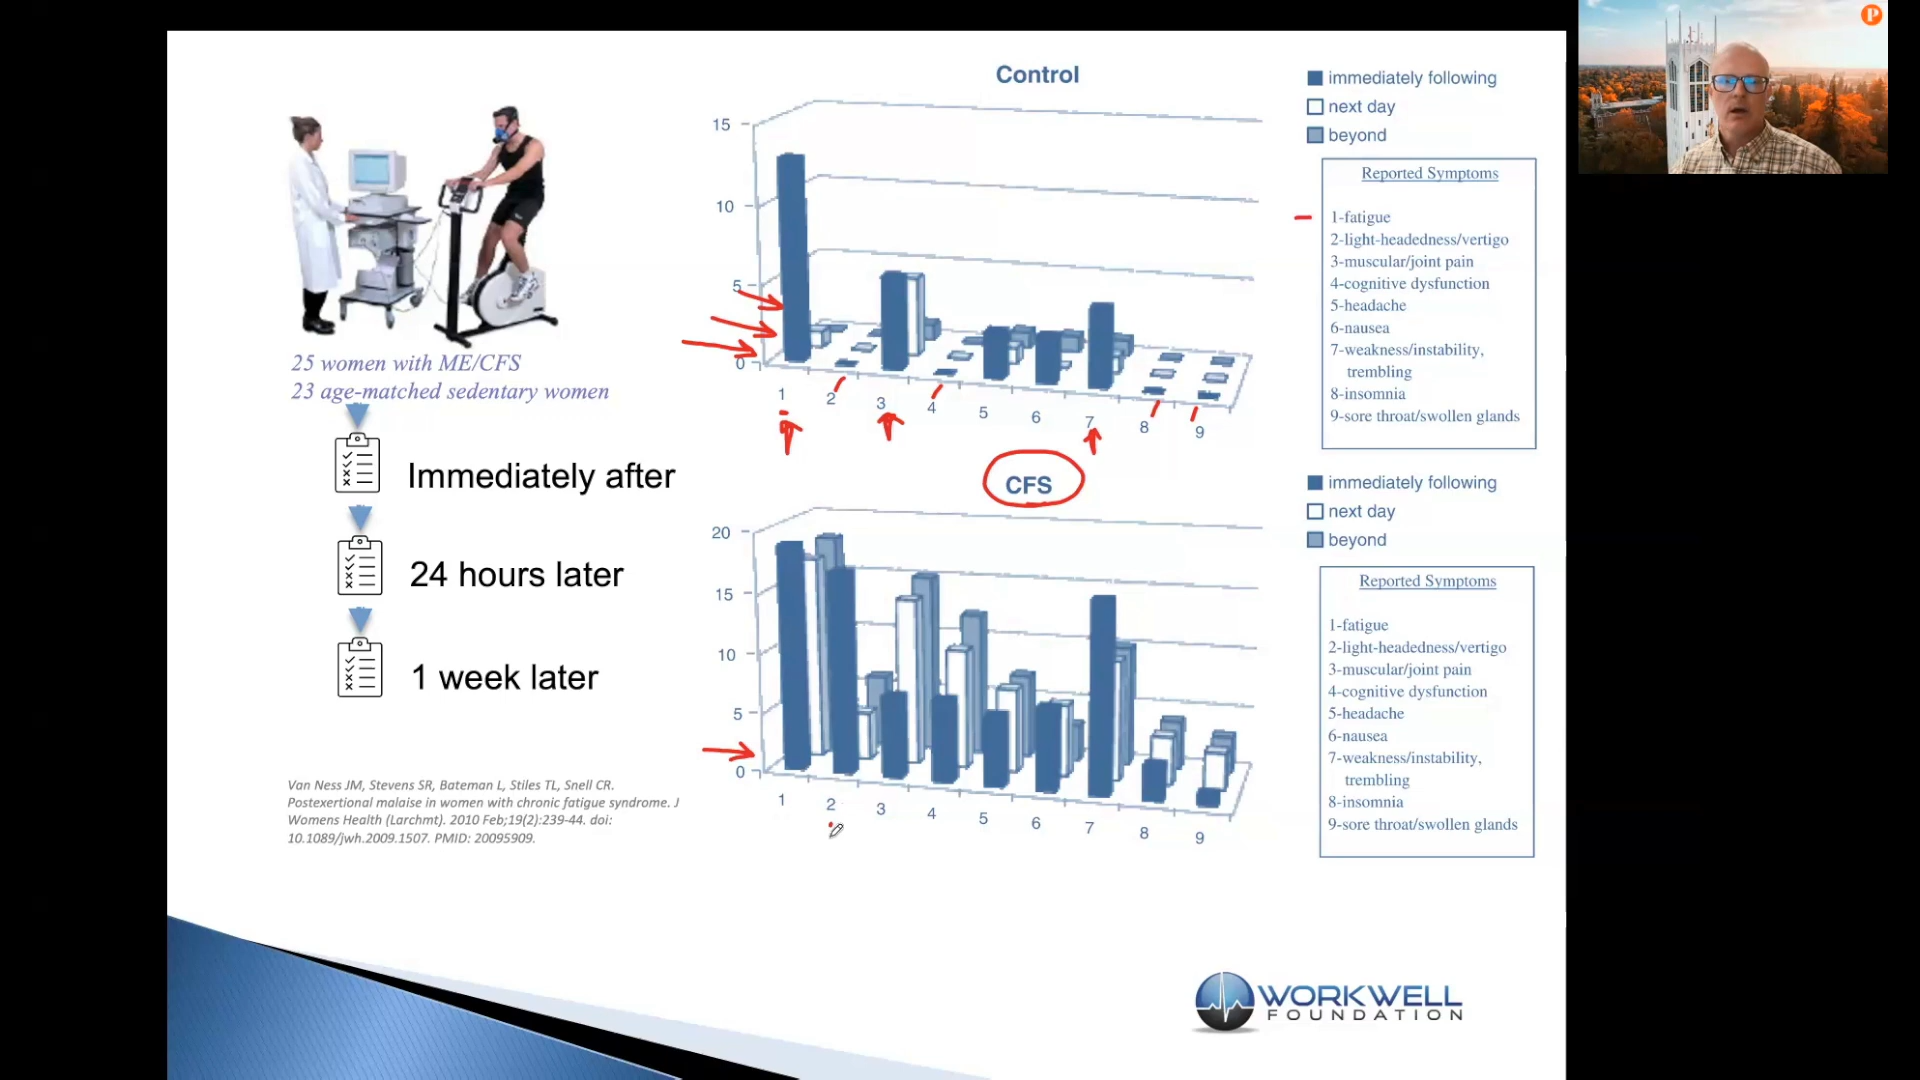 25 women with ME/CFS
23 age-matched sedentary women
Immediately after
24 hours later
1 week later
Van Ness JM, Stevens SR, Bateman L, Stiles TL, Snell CR.
Postexertional malaise in women with chronic fatigue syndrome. J
Womens Health (Larchmt). 2010 Feb;19(2):239-44. doi:
10.1089/jwh.2009.1507. PMID: 20095909.
Control
15
10
5
0
1 2 3 4 5 6 7 8 9
immediately following
next day
beyond
Reported Symptoms
1-fatigue
2-light-headedness/vertigo
3-muscular/joint pain
4-cognitive dysfunction
5-headache
6-nausea
7-weakness/instability,
trembling
8-insomnia
9-sore throat/swollen glands
CFS
20
15
10
5
0
1 2 3 4 5 6 7 8 9
immediately following
next day
beyond
Reported Symptoms
1-fatigue
2-light-headedness/vertigo
3-muscular/joint pain
4-cognitive dysfunction
5-headache
6-nausea
7-weakness/instability,
trembling
8-insomnia
9-sore throat/swollen glands
WORKWELL
FOUNDATION
P